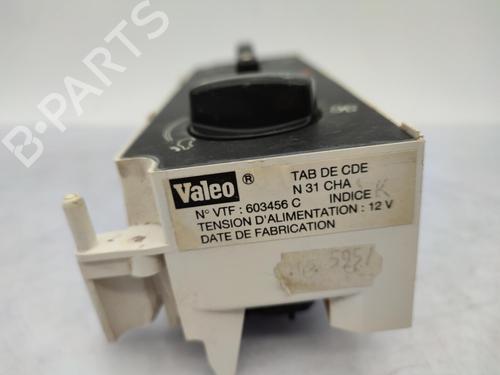 B-PARTS
Valeo ® TAB DE CDE
N 31 CHA
INDICE K
N° VTF : 603456 C
TENSION D'ALIMENTATION : 12 V
DATE DE FABRICATION